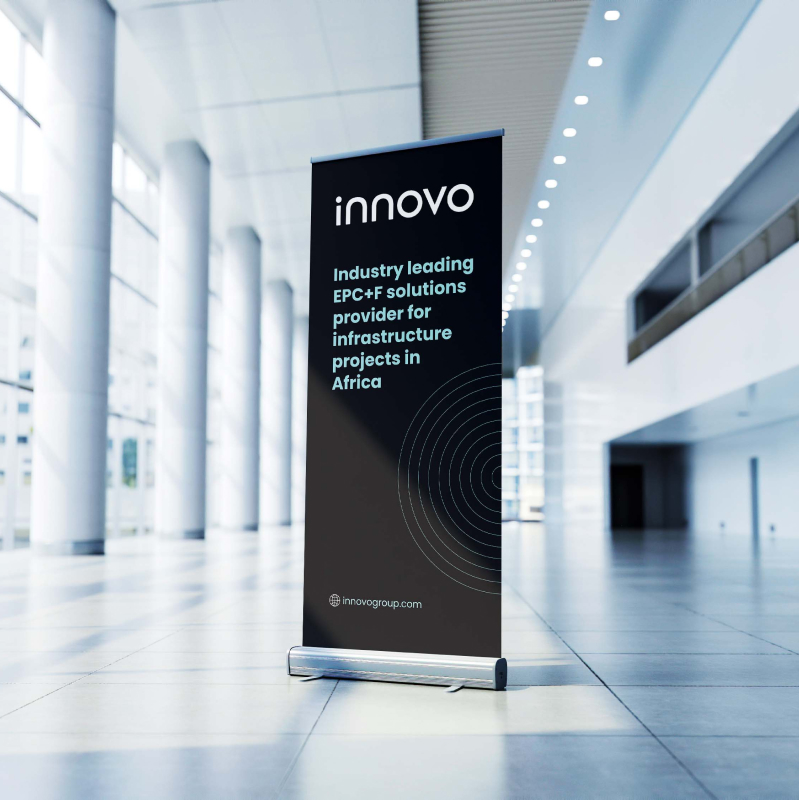 innovo
Industry leading
EPC+F solutions
provider for
infrastructure
projects in
Africa
innovogroup.com